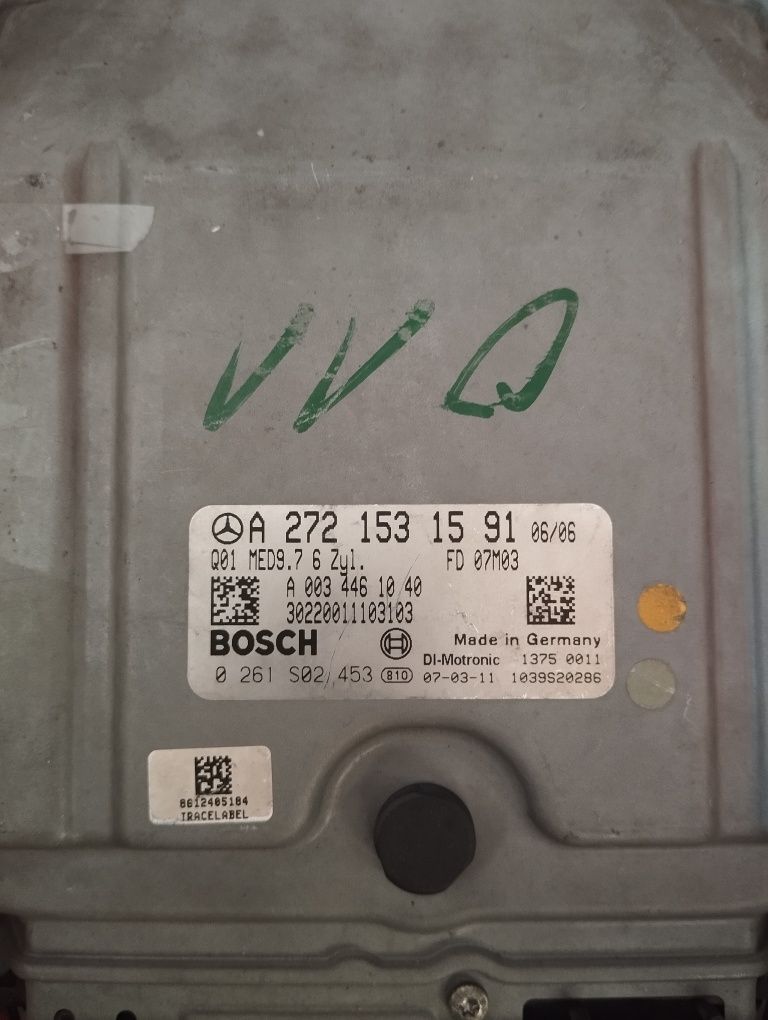 VVQ
A 272 153 15 91 06/06
Q01 MED9.7 6 Zyl. FD 07M03
A 003 446 10 40
30220011103103
BOSCH Made in Germany
DI-Motronic 1375 0011
0 261 S02 453 810 07-03-11 1039S20286
8612405184
TRACELABEL